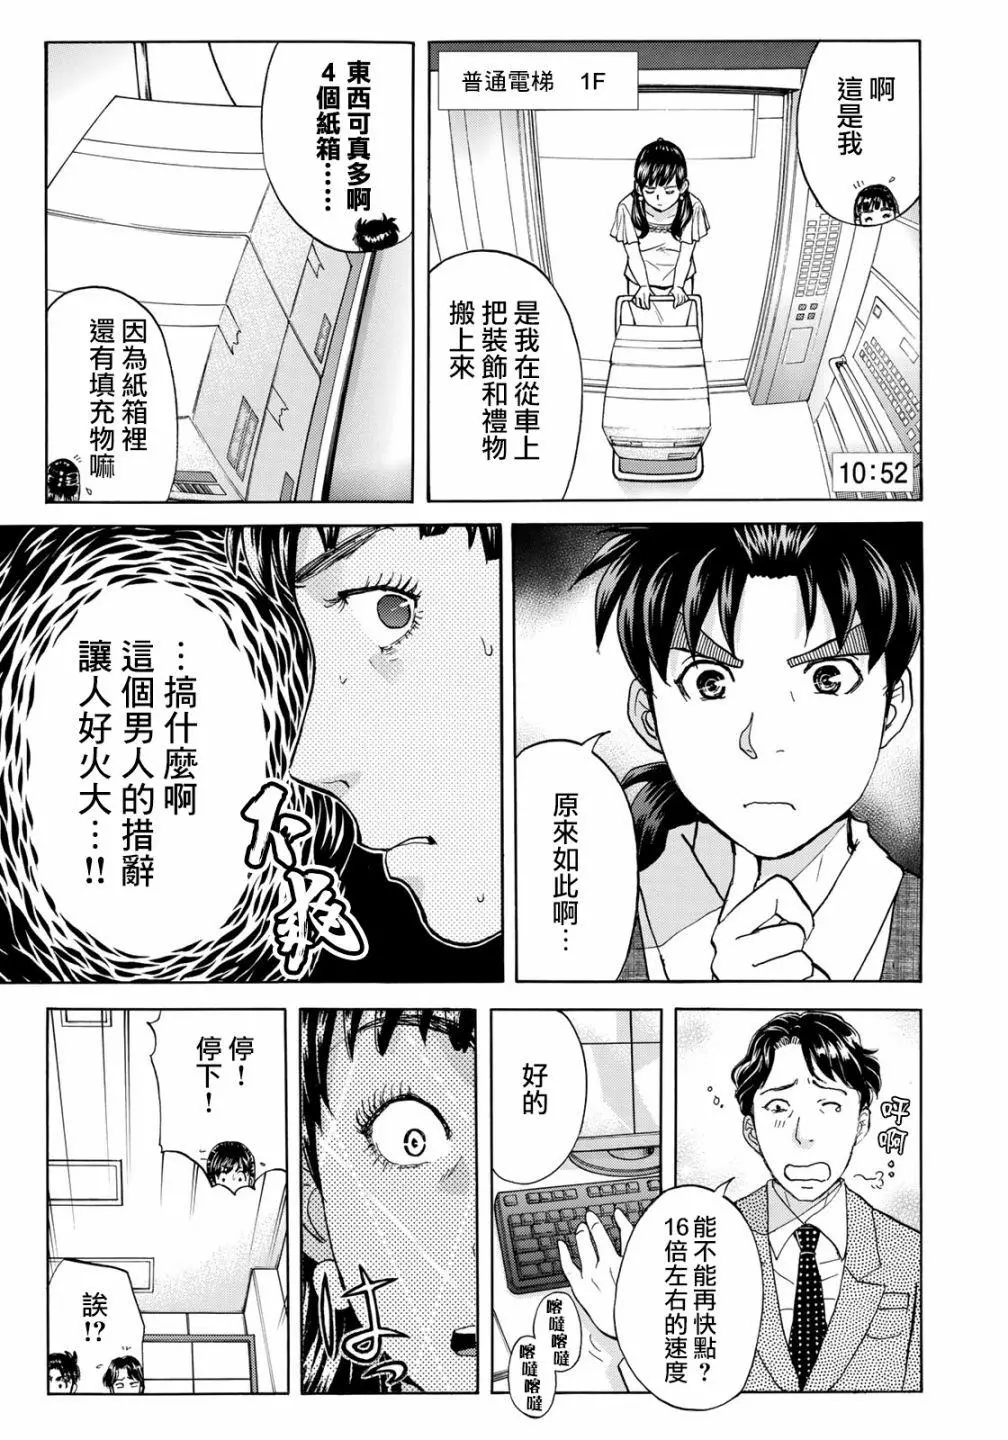 啊
這是我
普通電梯　1F
是我在從車上
把裝飾和禮物
搬上來
10:52
東西可真多啊
4個紙箱……
因為紙箱裡
還有填充物嘛
原來如此啊…
…搞什麼啊
這個男人的措辭
讓人好火大…!!
呼啊
能不能再快點？
16倍左右的速度
好的
喀噠喀噠
喀噠喀噠
はっ
停！
停下！
誒!?